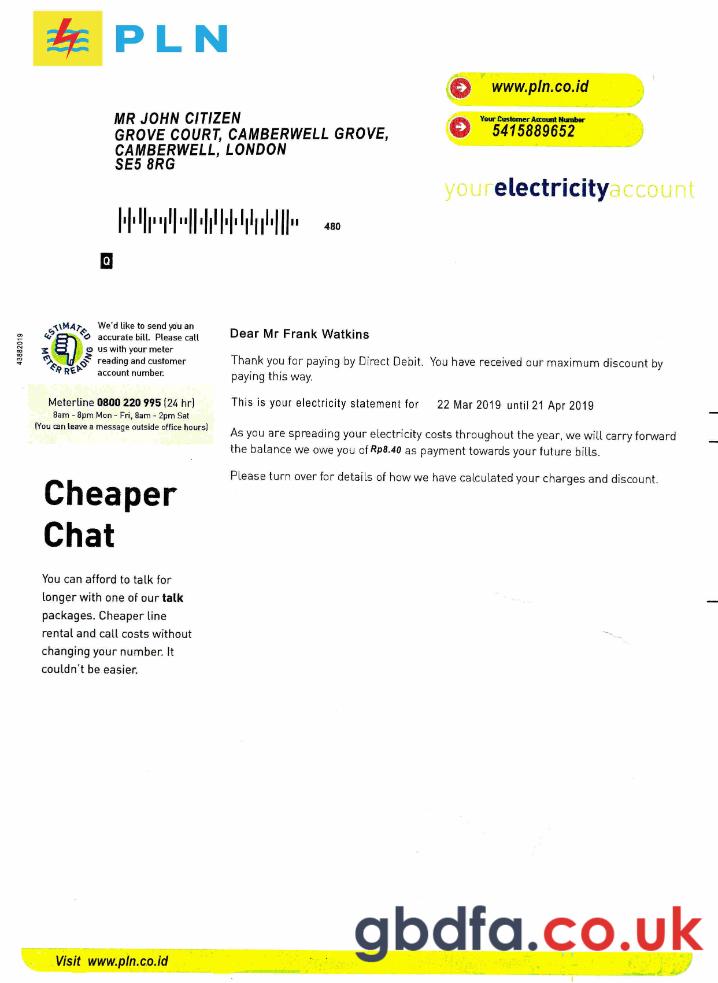 PLN
www.pln.co.id
Your Customer Account Number
5415889652
MR JOHN CITIZEN
GROVE COURT, CAMBERWELL GROVE,
CAMBERWELL, LONDON
SE5 8RG
yourelectricityaccount
480
Q
43882019
ESTIMATED
METER READING
We'd like to send you an
accurate bill. Please call
us with your meter
reading and customer
account number.
Meterline 0800 220 995 (24 hr)
8am - 8pm Mon - Fri, 8am - 2pm Sat
(You can leave a message outside office hours)
Dear Mr Frank Watkins
Thank you for paying by Direct Debit. You have received our maximum discount by
paying this way.
This is your electricity statement for 22 Mar 2019 until 21 Apr 2019
As you are spreading your electricity costs throughout the year, we will carry forward
the balance we owe you of Rp8.40 as payment towards your future bills.
Please turn over for details of how we have calculated your charges and discount.
Cheaper
Chat
You can afford to talk for
longer with one of our talk
packages. Cheaper line
rental and call costs without
changing your number. It
couldn't be easier.
gbdfa.co.uk
Visit www.pln.co.id